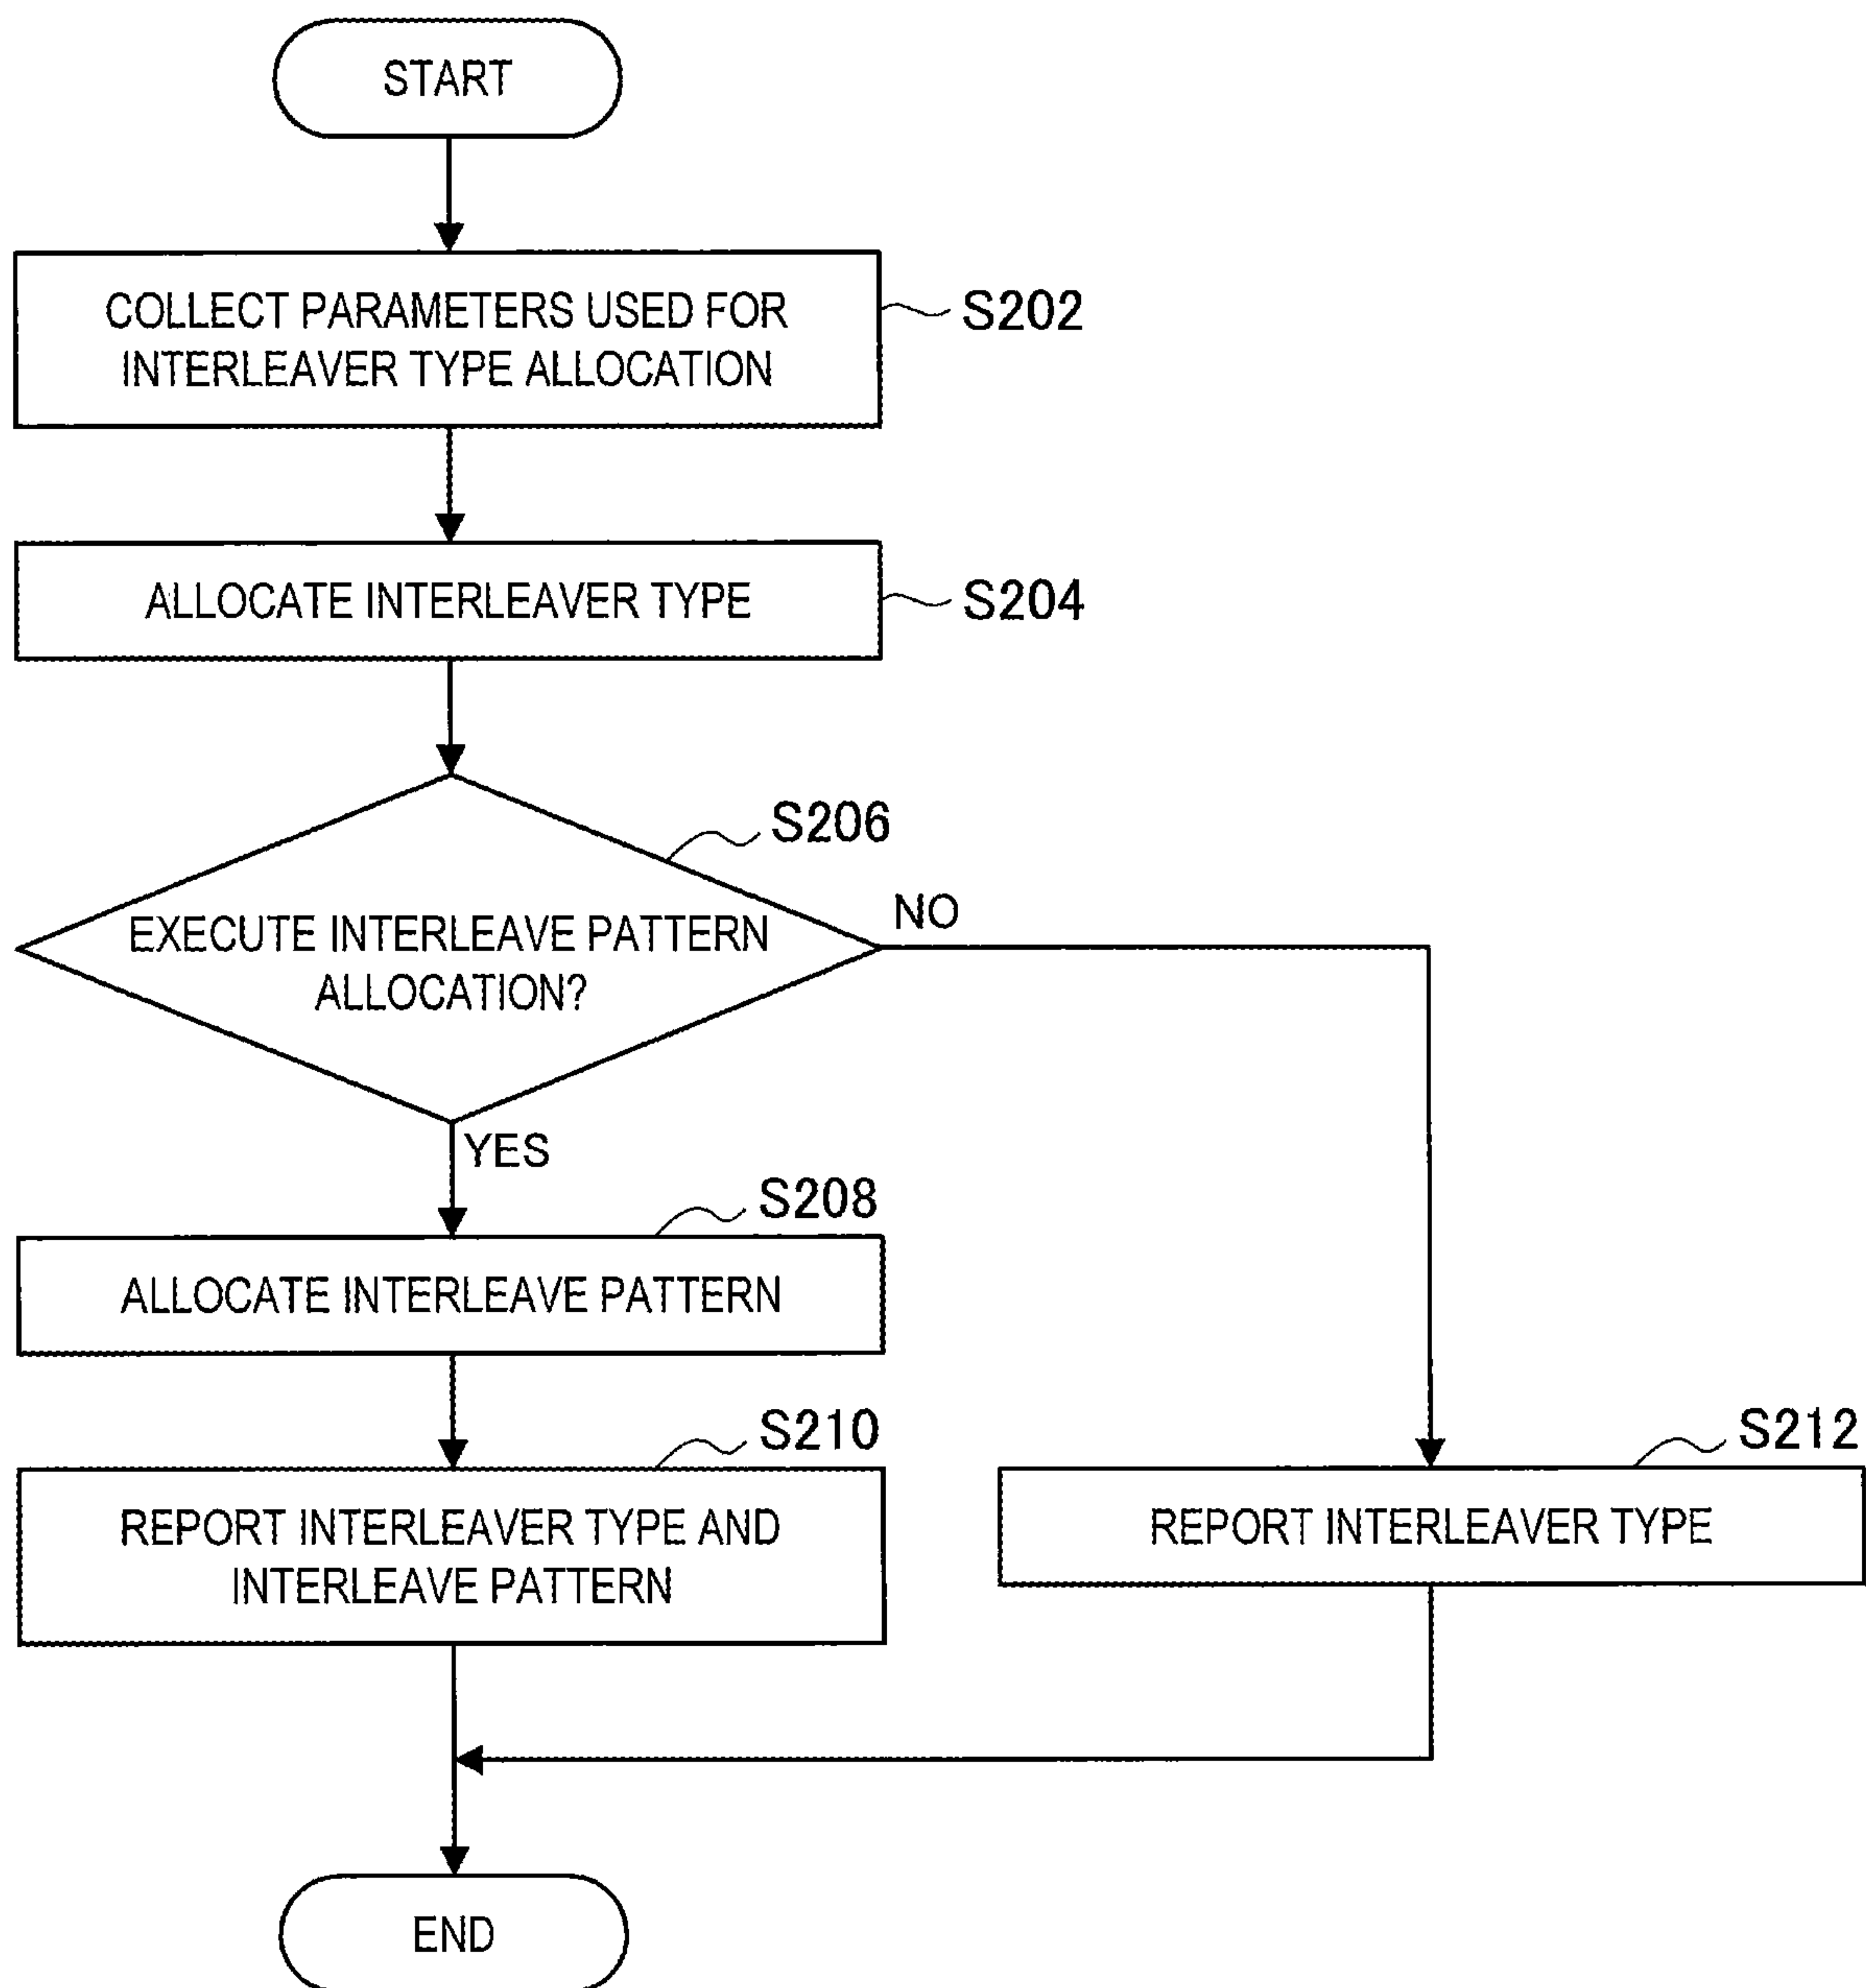 START
COLLECT PARAMETERS USED FOR
INTERLEAVER TYPE ALLOCATION
S202
ALLOCATE INTERLEAVER TYPE
S204
S206
EXECUTE INTERLEAVE PATTERN
ALLOCATION?
NO
YES
S208
ALLOCATE INTERLEAVE PATTERN
S210
REPORT INTERLEAVER TYPE AND
INTERLEAVE PATTERN
S212
REPORT INTERLEAVER TYPE
END